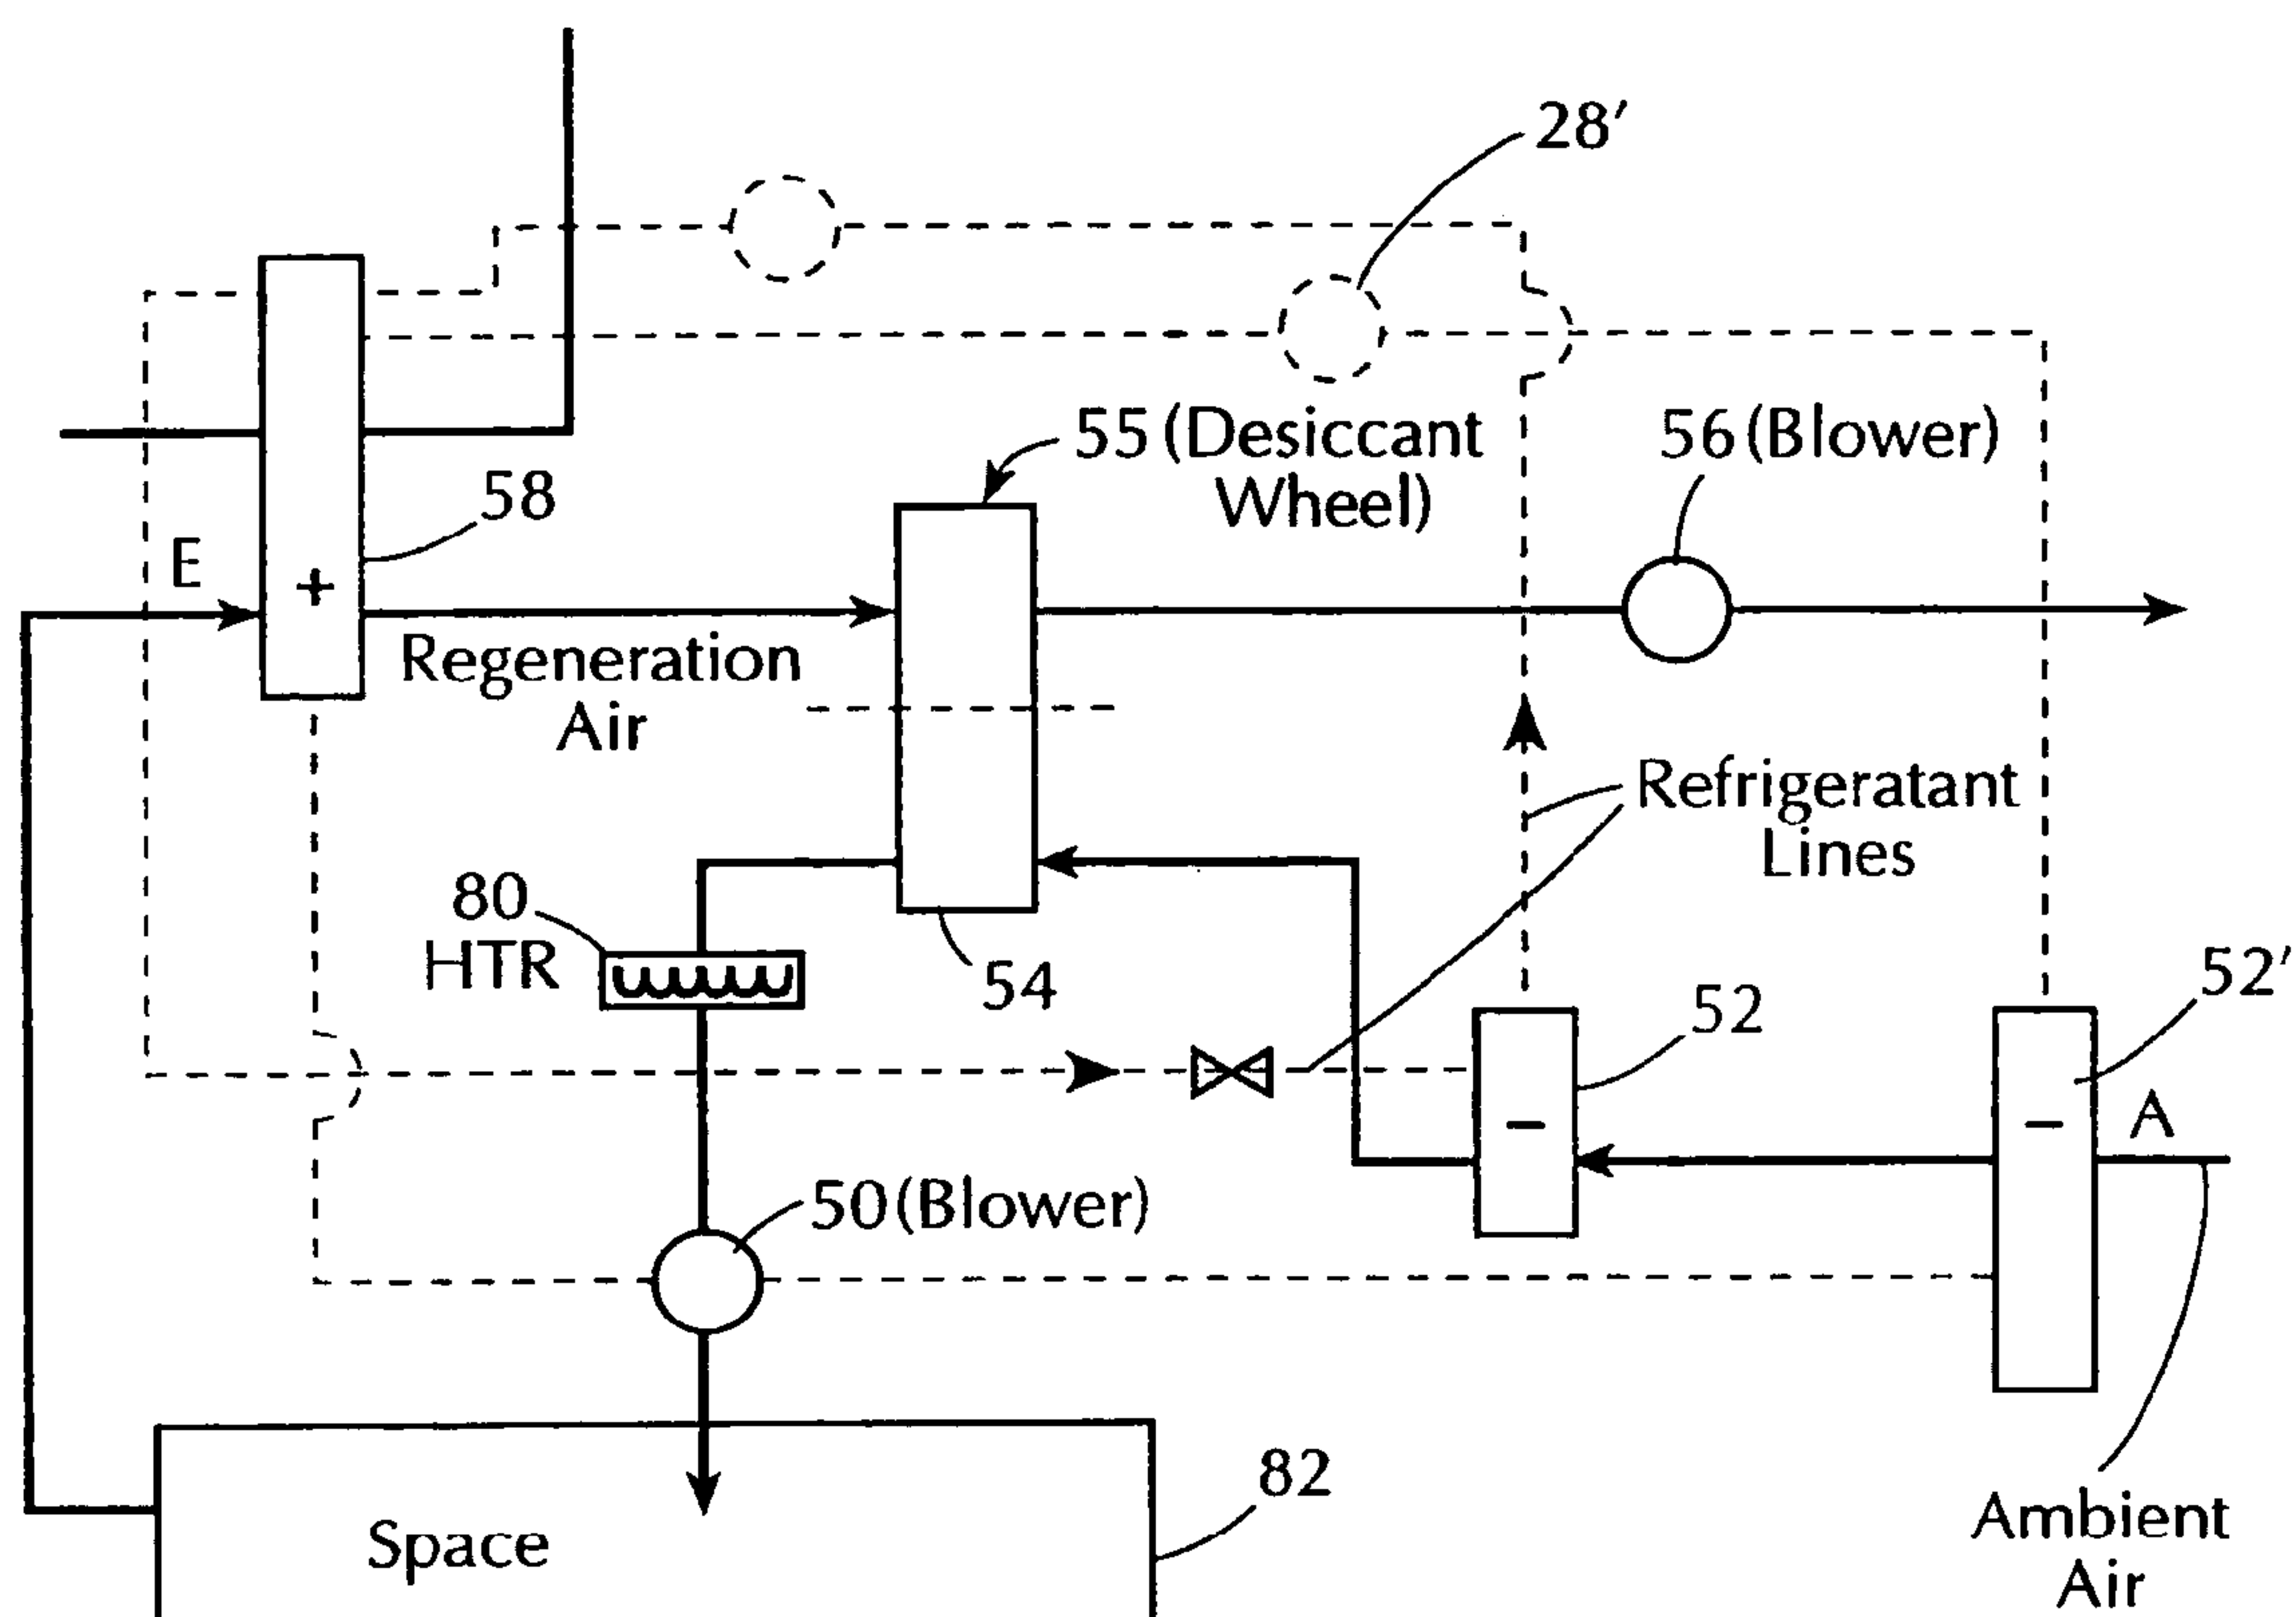 28′
55 (Desiccant
Wheel)
56 (Blower)
58
E
+
Regeneration
Air
Refrigeratant
Lines
80
HTR
54
52
52′
−
−
A
50 (Blower)
82
Space
Ambient
Air